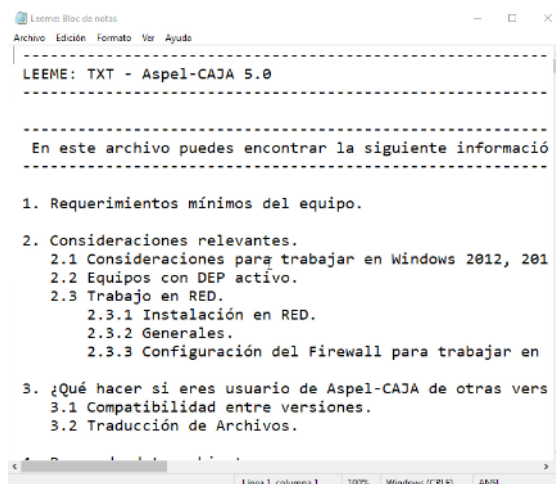 Leeme: Bloc de notas
Archivo Edición Formato Ver Ayuda
------------------------------------------------------
LEEME: TXT - Aspel-CAJA 5.0
------------------------------------------------------
------------------------------------------------------
En este archivo puedes encontrar la siguiente informació
------------------------------------------------------
1. Requerimientos mínimos del equipo.
2. Consideraciones relevantes.
2.1 Consideraciones para trabajar en Windows 2012, 201
2.2 Equipos con DEP activo.
2.3 Trabajo en RED.
2.3.1 Instalación en RED.
2.3.2 Generales.
2.3.3 Configuración del Firewall para trabajar en
3. ¿Qué hacer si eres usuario de Aspel-CAJA de otras vers
3.1 Compatibilidad entre versiones.
3.2 Traducción de Archivos.
Línea 1, columna 1 100% Windows (CRLF) ANSI